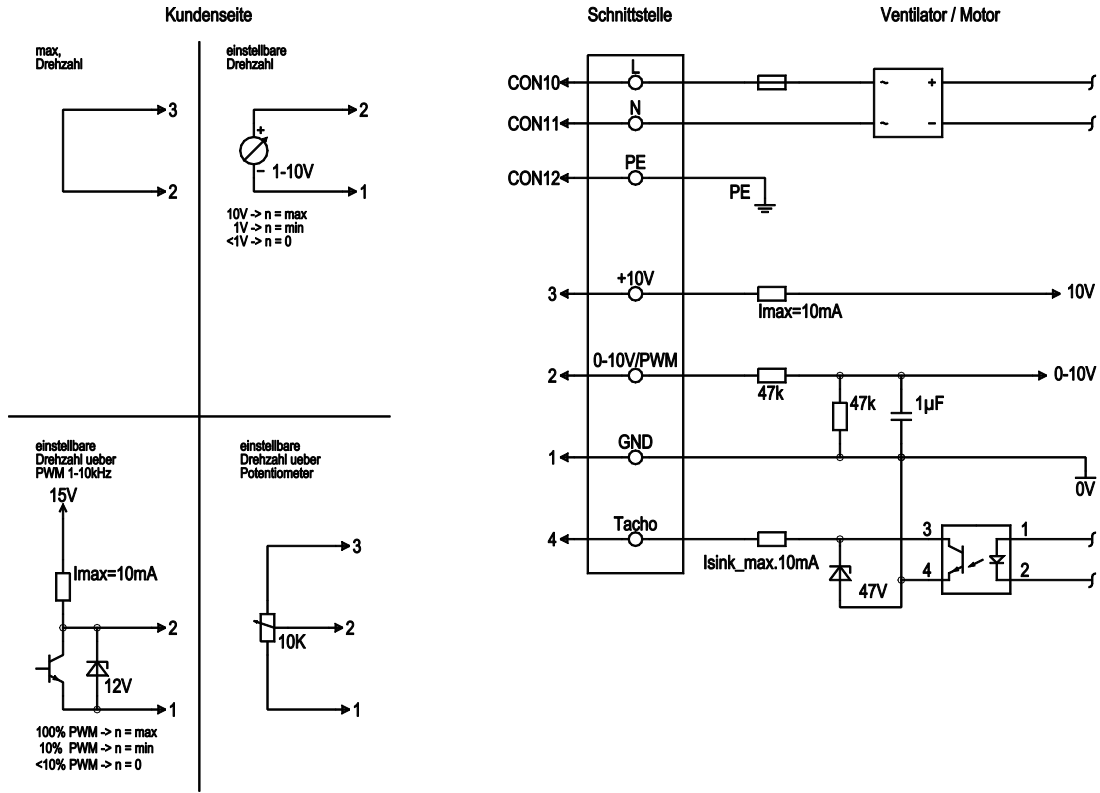 Kundenseite
Schnittstelle
Ventilator / Motor
max,
Drehzahl
3
2
einstellbare
Drehzahl
2
+
1-10V
−
1
10V -> n = max
1V -> n = min
<1V -> n = 0
einstellbare
Drehzahl ueber
PWM 1-10kHz
15V
Imax=10mA
2
12V
1
100% PWM -> n = max
10% PWM -> n = min
<10% PWM -> n = 0
einstellbare
Drehzahl ueber
Potentiometer
3
2
10K
1
L
CON10
~ +
N
CON11
~ −
PE
CON12
PE
+10V
3
10V
Imax=10mA
0-10V/PWM
2
0-10V
47k
47k
1µF
GND
1
0V
Tacho
4
3
1
Isink_max.10mA
4
2
47V